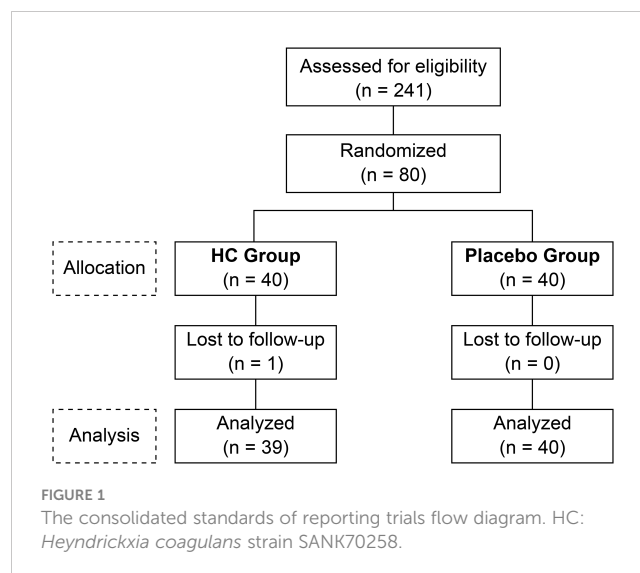 Assessed for eligibility
(n = 241)
Randomized
(n = 80)
Allocation
HC Group
(n = 40)
Placebo Group
(n = 40)
Lost to follow-up
(n = 1)
Lost to follow-up
(n = 0)
Analysis
Analyzed
(n = 39)
Analyzed
(n = 40)
FIGURE 1
The consolidated standards of reporting trials flow diagram. HC:
Heyndrickxia coagulans strain SANK70258.